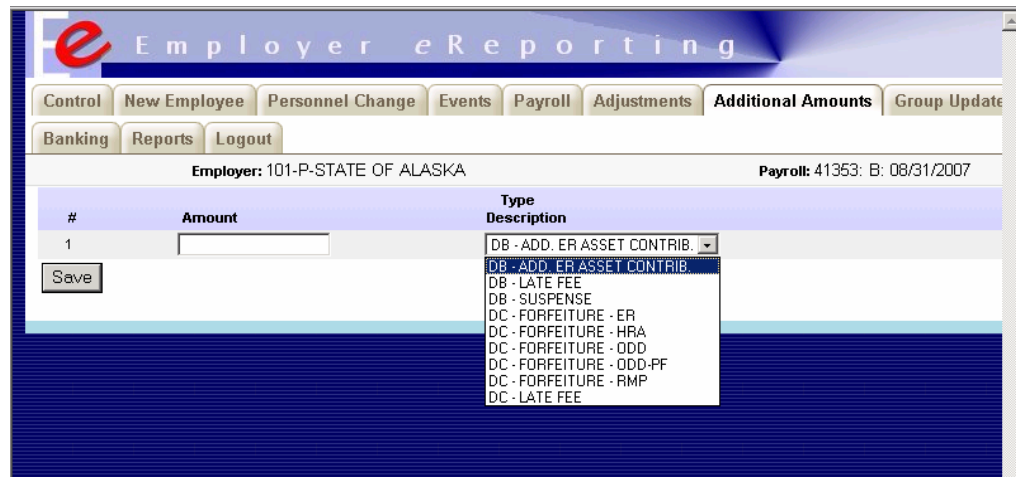 Employer eReporting
Control New Employee Personnel Change Events Payroll Adjustments Additional Amounts Group Update
Banking Reports Logout
Employer: 101-P-STATE OF ALASKA Payroll: 41353: B: 08/31/2007
# Amount Type Description
1 DB - ADD. ER ASSET CONTRIB.
DB - ADD. ER ASSET CONTRIB.
DB - LATE FEE
DB - SUSPENSE
DC - FORFEITURE - ER
DC - FORFEITURE - HRA
DC - FORFEITURE - ODD
DC - FORFEITURE - ODD-PF
DC - FORFEITURE - RMP
DC - LATE FEE
Save